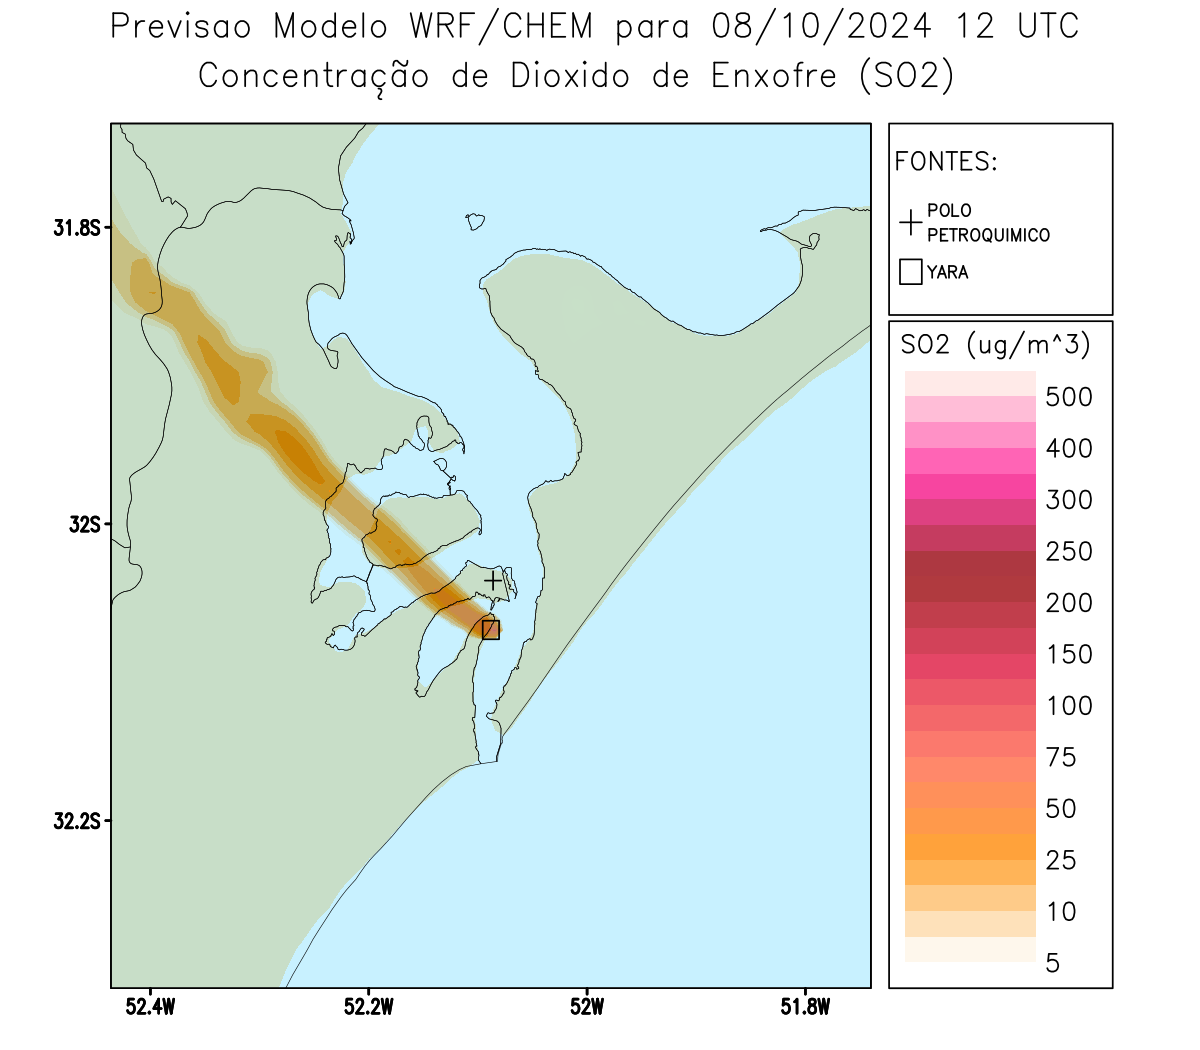 Previsao Modelo WRF/CHEM para 08/10/2024 12 UTC
Concentração de Dioxido de Enxofre (SO2)
FONTES:
POLO
PETROQUIMICO
YARA
31.8S
32S
32.2S
52.4W
52.2W
52W
51.8W
SO2 (ug/m^3)
500
400
300
250
200
150
100
75
50
25
10
5